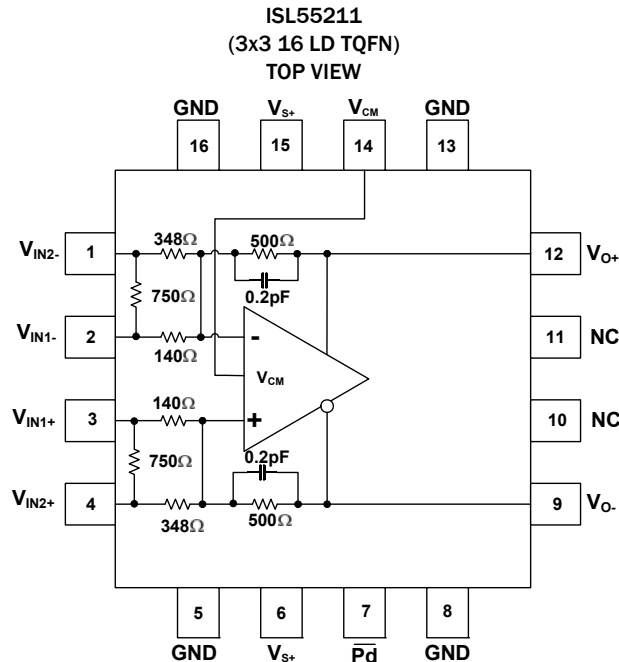 ISL55211
(3x3 16 LD TQFN)
TOP VIEW
GND VS+ VCM GND
16 15 14 13
VIN2- 1 348Ω 500Ω 12 VO+
0.2pF
750Ω
VIN1- 2 140Ω - 11 NC
VCM
VIN1+ 3 140Ω + 10 NC
750Ω 0.2pF
VIN2+ 4 348Ω 500Ω 9 VO-
5 6 7 8
GND VS+ Pd GND